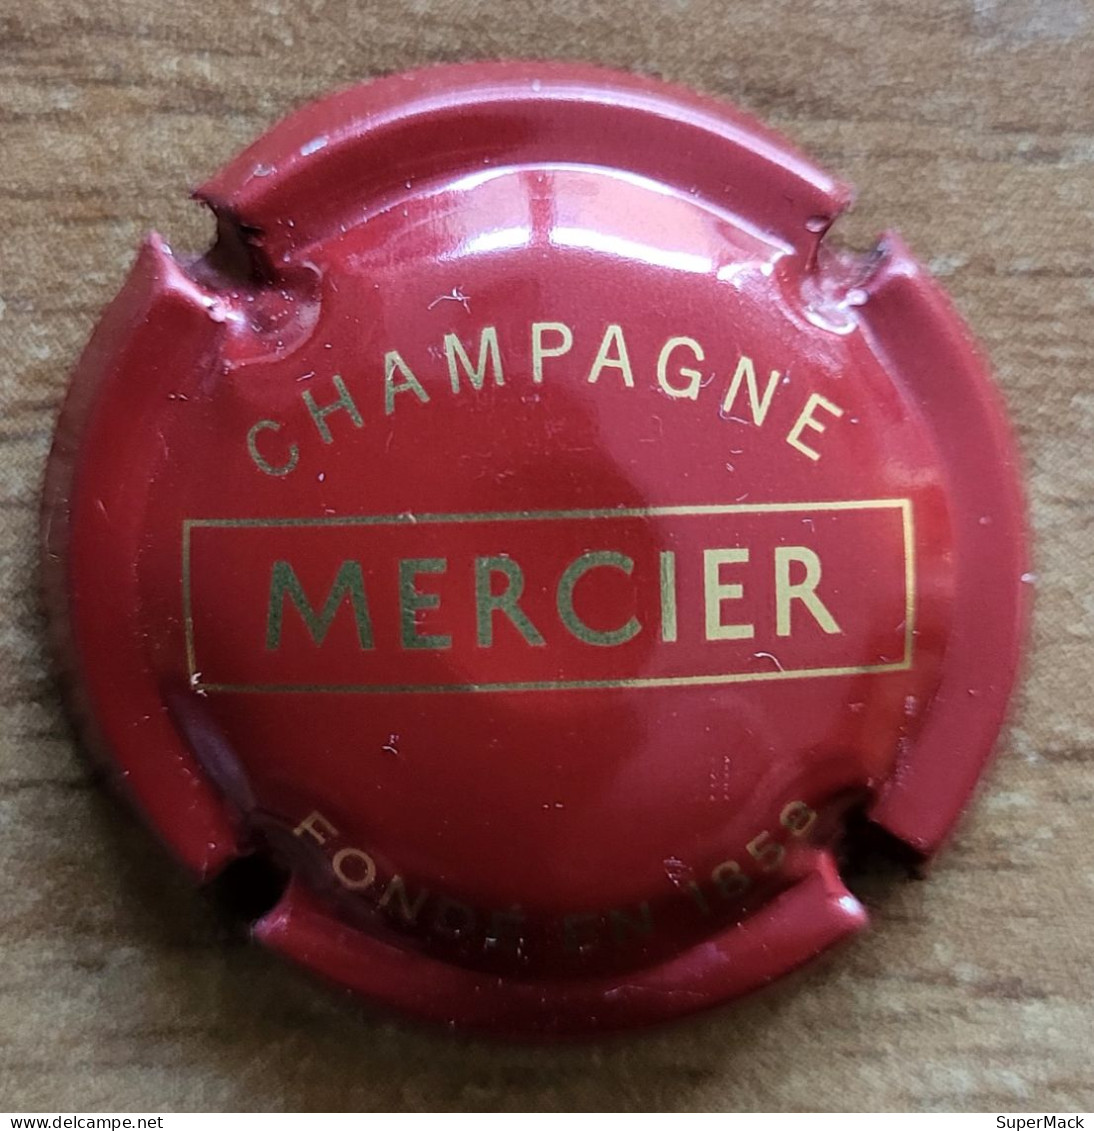 CHAMPAGNE
MERCIER
FONDÉ EN 1858
www.delcampe.net
SuperMack